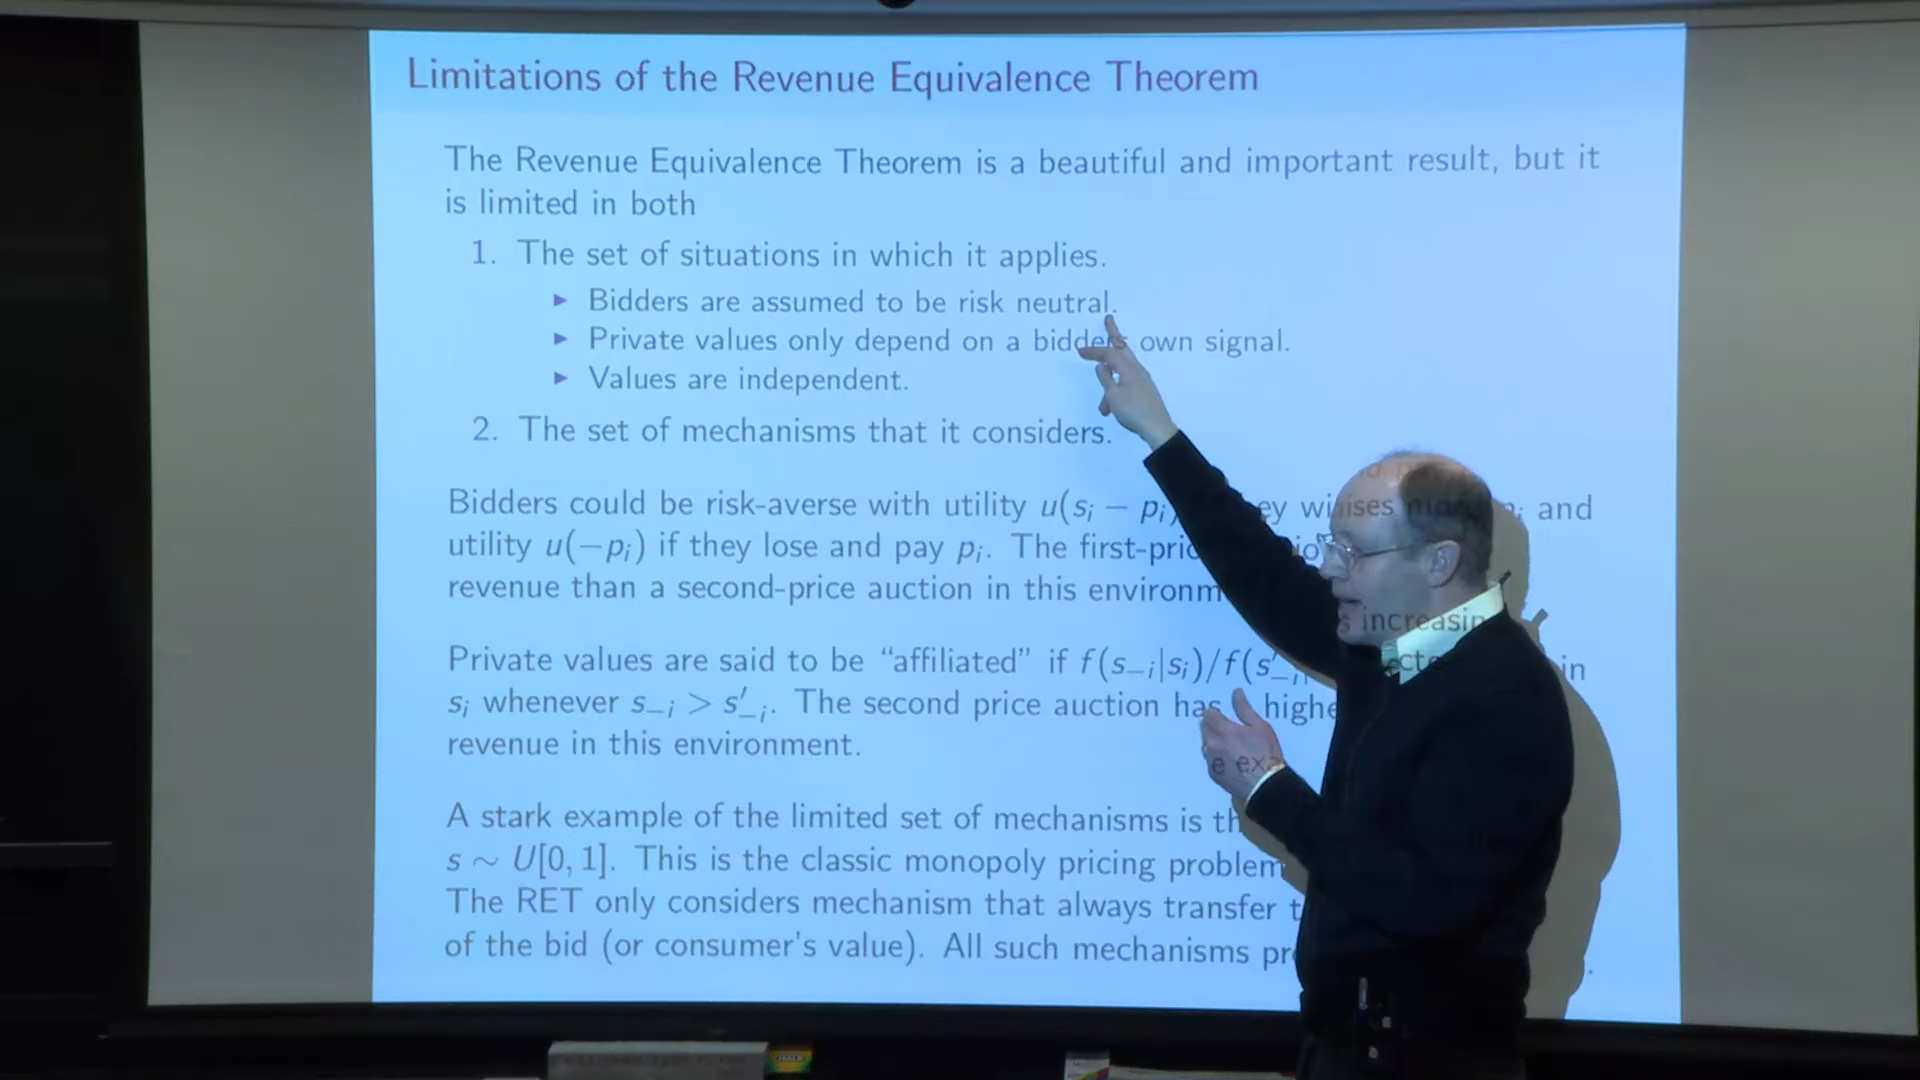 Limitations of the Revenue Equivalence Theorem
The Revenue Equivalence Theorem is a beautiful and important result, but it
is limited in both
1. The set of situations in which it applies.
▶ Bidders are assumed to be risk neutral.
▶ Private values only depend on a bidders own signal.
▶ Values are independent.
2. The set of mechanisms that it considers.
Bidders could be risk-averse with utility u(sᵢ − pᵢ) and
utility u(−pᵢ) if they lose and pay pᵢ. The
revenue than a second-price auction in this
Private values are said to be “affiliated” if f(s₋ᵢ|sᵢ)/f(s′₋ᵢ in
sᵢ whenever s₋ᵢ > s′₋ᵢ. The second price auction has
revenue in this environment.
A stark example of the limited set of mechanisms is
s ∼ U[0, 1]. This is the classic monopoly pricing problem
The RET only considers mechanism that always transfer
of the bid (or consumer's value). All such mechanisms
CHALK